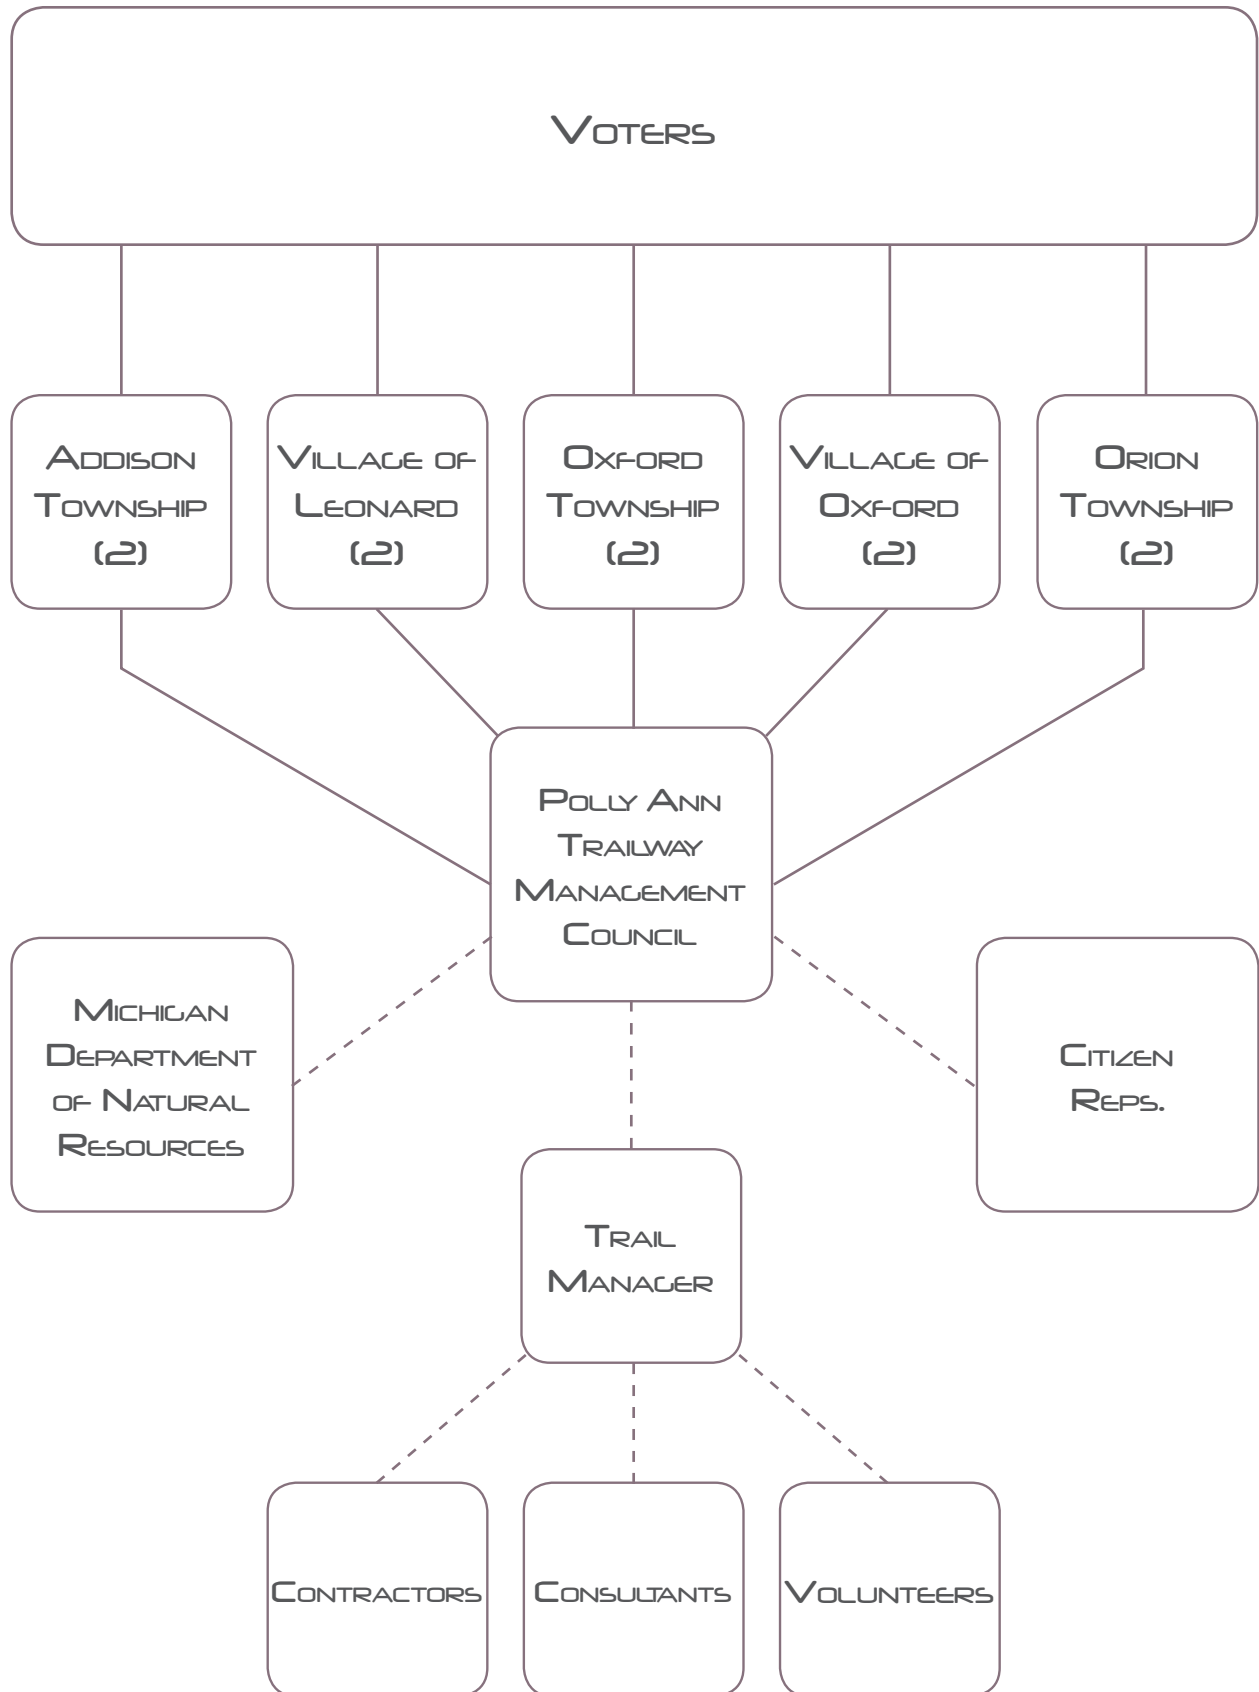 Voters
Addison
Township
(2)
Village of
Leonard
(2)
Oxford
Township
(2)
Village of
Oxford
(2)
Orion
Township
(2)
Polly Ann
Trailway
Management
Council
Michigan
Department
of Natural
Resources
Citizen
Reps.
Trail
Manager
Contractors
Consultants
Volunteers